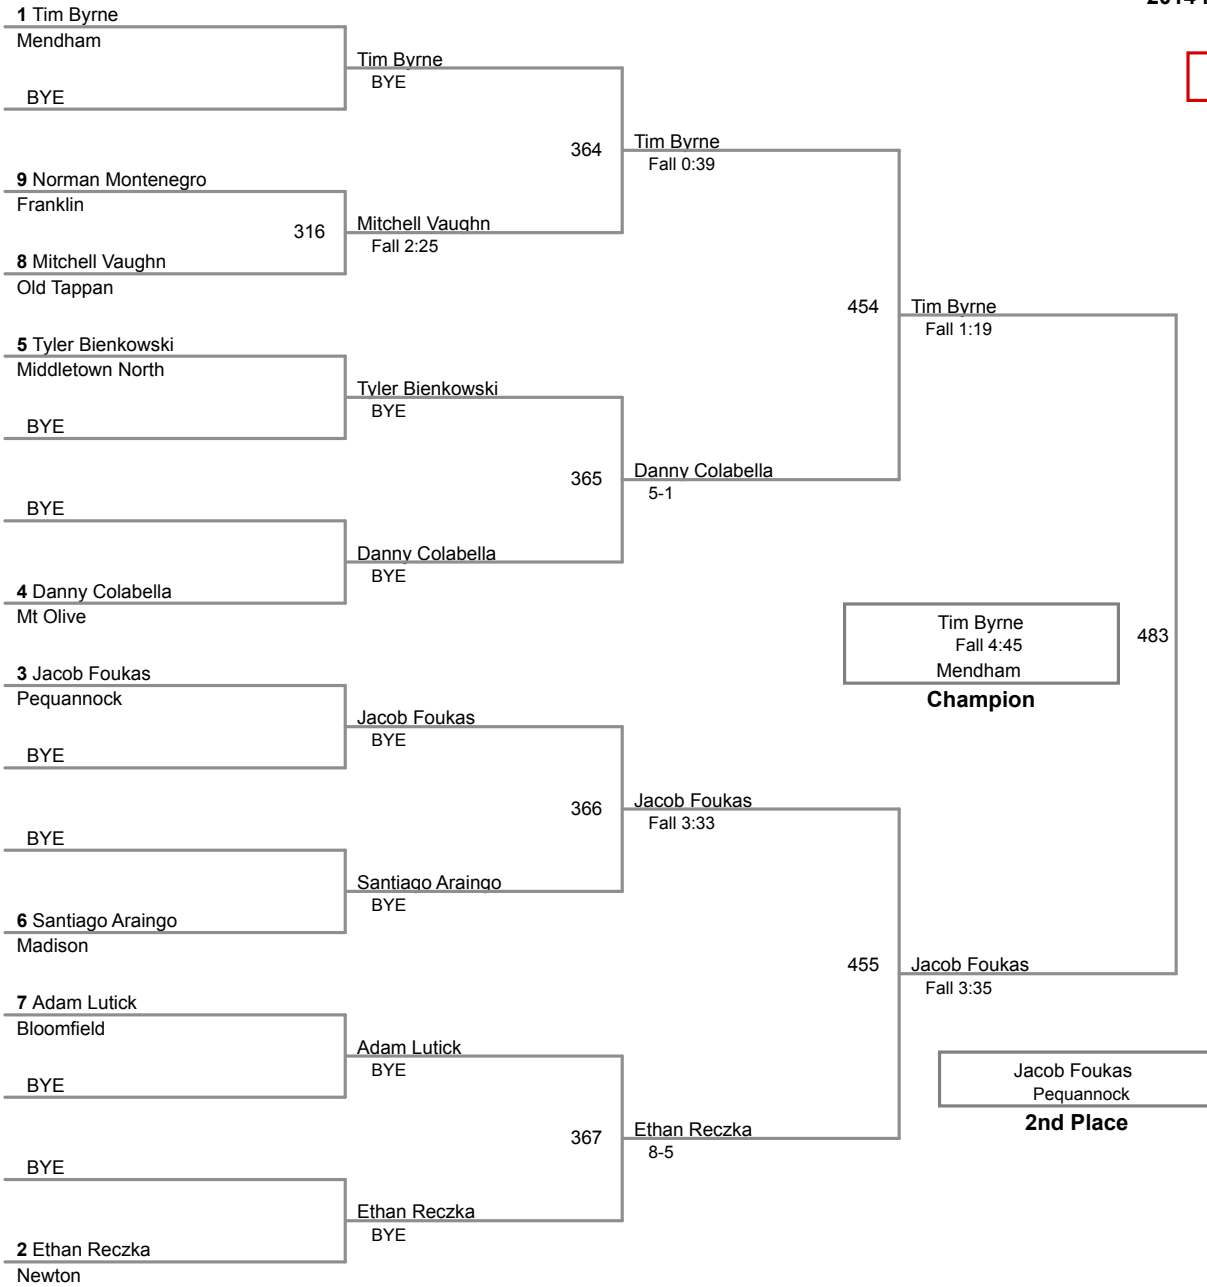 1 Tim Byrne
Mendham
BYE
9 Norman Montenegro
Franklin
8 Mitchell Vaughn
Old Tappan
5 Tyler Bienkowski
Middletown North
BYE
BYE
4 Danny Colabella
Mt Olive
3 Jacob Foukas
Pequannock
BYE
BYE
6 Santiago Araingo
Madison
7 Adam Lutick
Bloomfield
BYE
BYE
2 Ethan Reczka
Newton
316
Tim Byrne
BYE
Mitchell Vaughn
Fall 2:25
Tyler Bienkowski
BYE
Danny Colabella
BYE
Jacob Foukas
BYE
Santiago Araingo
BYE
Adam Lutick
BYE
Ethan Reczka
BYE
364
365
366
367
Tim Byrne
Fall 0:39
Danny Colabella
5-1
Jacob Foukas
Fall 3:33
Ethan Reczka
8-5
454
455
Tim Byrne
Fall 1:19
Jacob Foukas
Fall 3:35
483
Tim Byrne
Fall 4:45
Mendham
Champion
Jacob Foukas
Pequannock
2nd Place